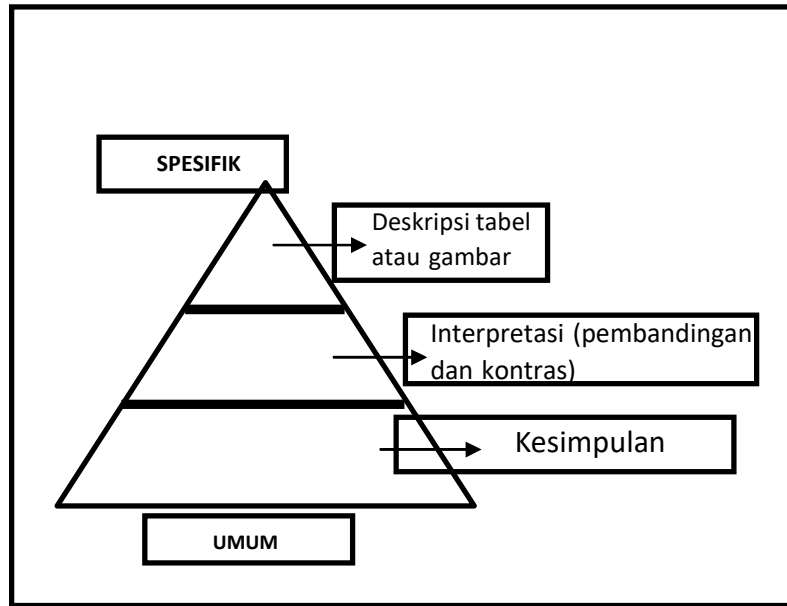 SPESIFIK
Deskripsi tabel
atau gambar
Interpretasi (pembandingan
dan kontras)
Kesimpulan
UMUM